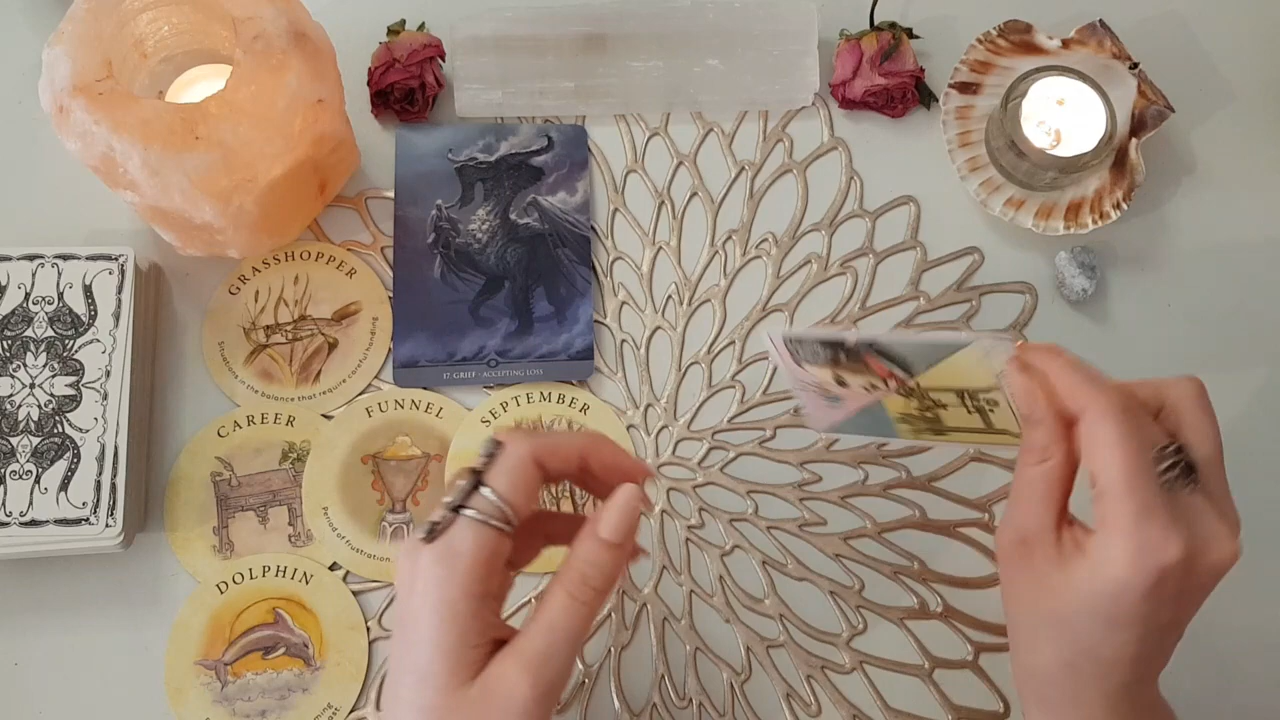 GRASSHOPPER
Situations in the balance that require careful handling
17. GRIEF - ACCEPTING LOSS
CAREER
FUNNEL
Period of frustration.
SEPTEMBER
DOLPHIN